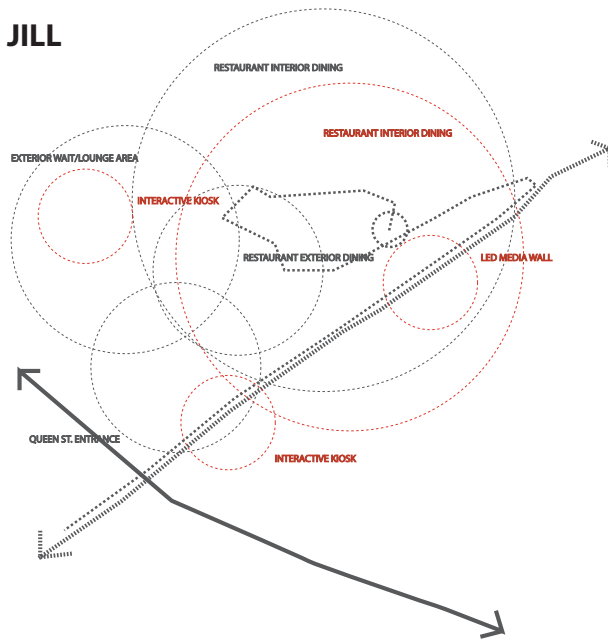 JILL
RESTAURANT INTERIOR DINING
RESTAURANT INTERIOR DINING
EXTERIOR WAIT/LOUNGE AREA
INTERACTIVE KIOSK
RESTAURANT EXTERIOR DINING
LED MEDIA WALL
QUEEN ST. ENTRANCE
INTERACTIVE KIOSK